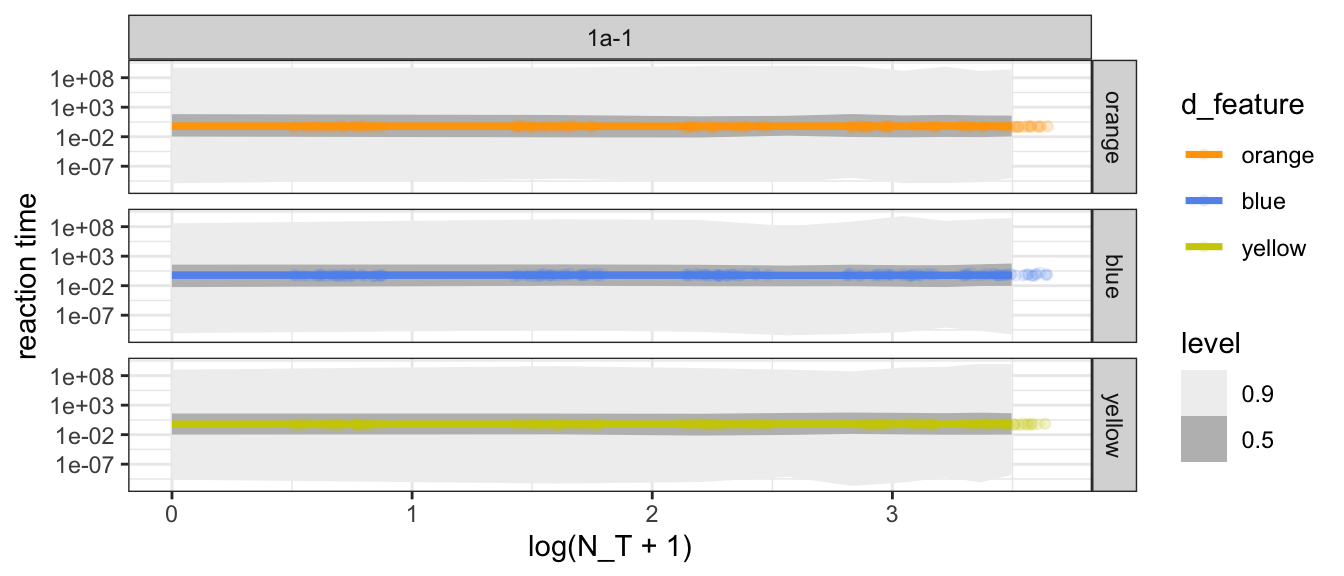 1a-1
reaction time
1e+08
1e+03
1e-02
1e-07
orange
1e+08
1e+03
1e-02
1e-07
blue
1e+08
1e+03
1e-02
1e-07
yellow
0 1 2 3
log(N_T + 1)
d_feature
orange
blue
yellow
level
0.9
0.5